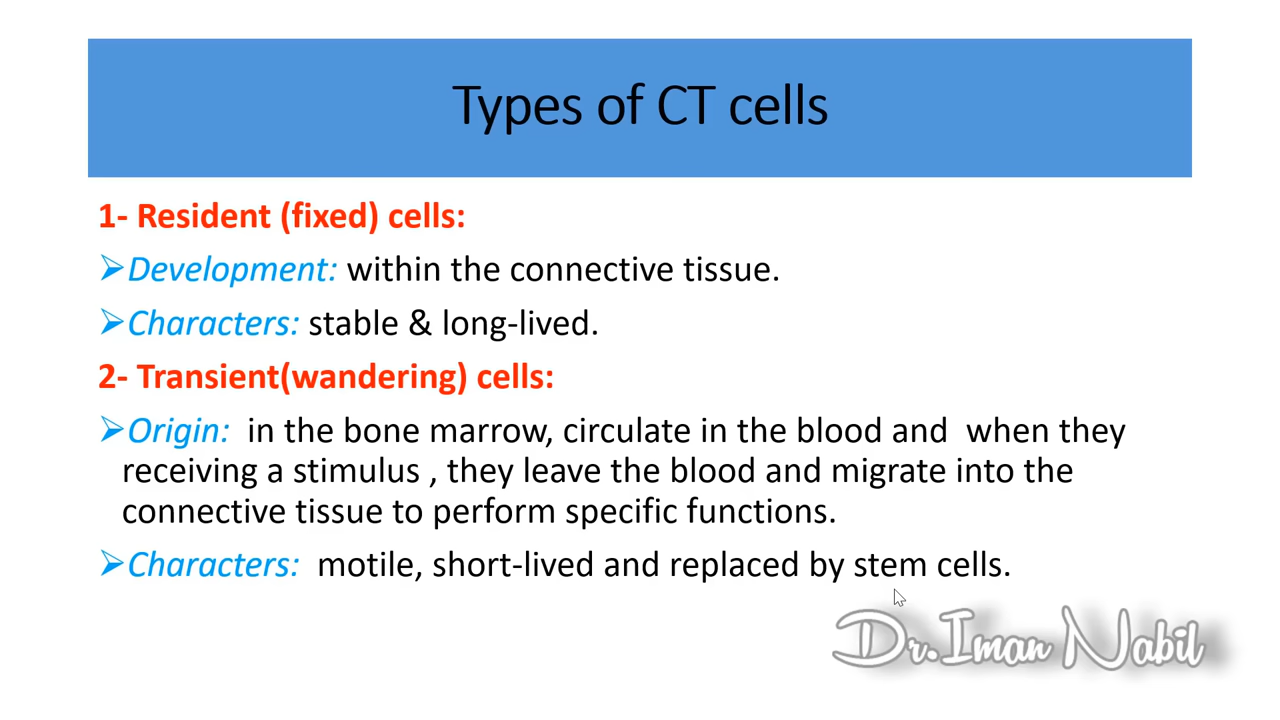 Types of CT cells
1- Resident (fixed) cells:
➢Development: within the connective tissue.
➢Characters: stable & long-lived.
2- Transient(wandering) cells:
➢Origin:  in the bone marrow, circulate in the blood and  when they
receiving a stimulus , they leave the blood and migrate into the
connective tissue to perform specific functions.
➢Characters:  motile, short-lived and replaced by stem cells.
Dr.Iman Nabil